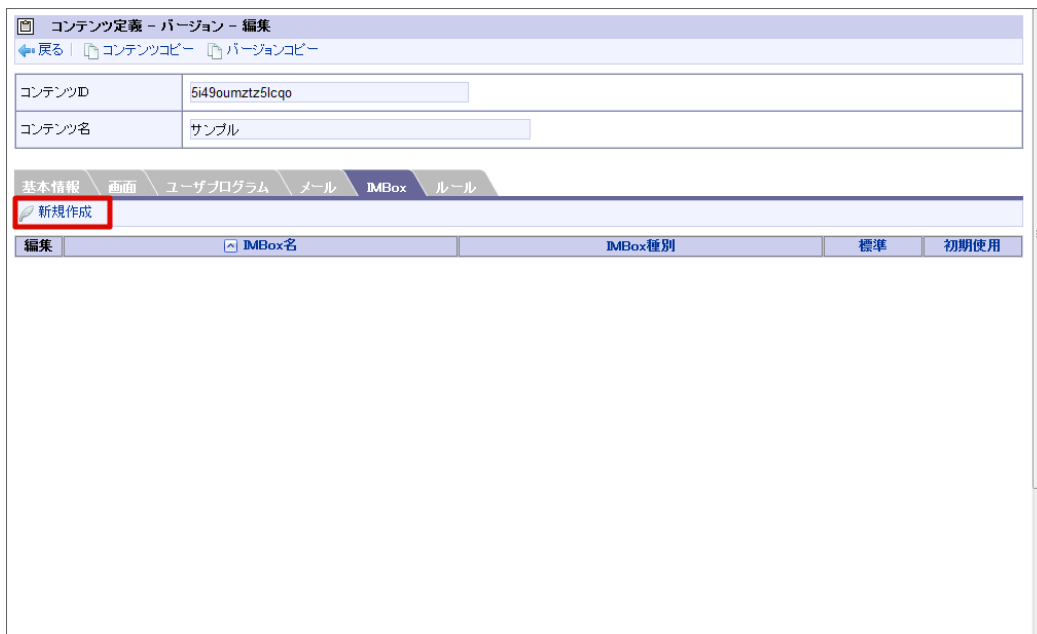 コンテンツ定義 - バージョン - 編集
戻る | コンテンツコピー バージョンコピー
コンテンツID 5i49oumztz5lcqo
コンテンツ名 サンプル
基本情報 画面 ユーザプログラム メール IMBox ルール
新規作成
編集 IMBox名 IMBox種別 標準 初期使用